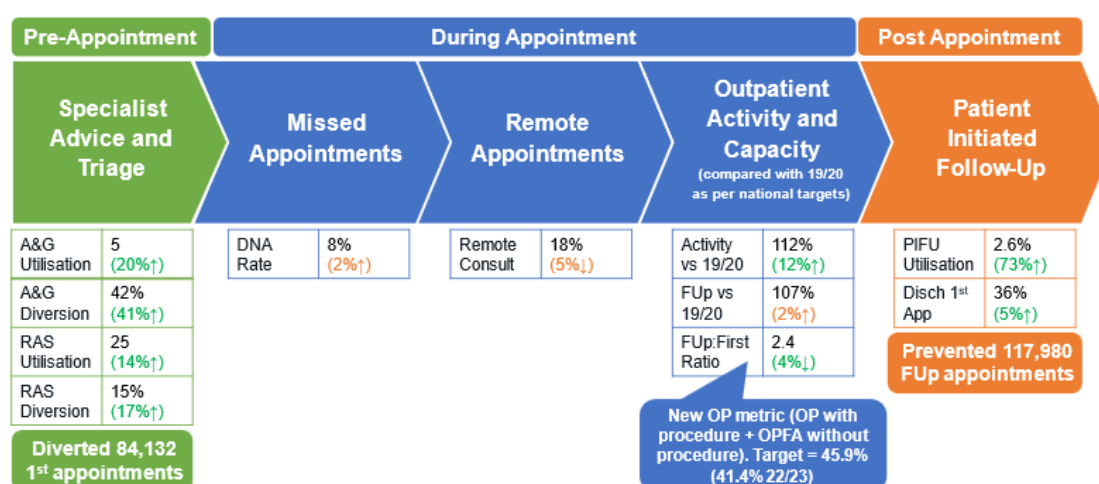 Pre-Appointment
During Appointment
Post Appointment
Specialist
Advice and
Triage
Missed
Appointments
Remote
Appointments
Outpatient
Activity and
Capacity
(compared with 19/20
as per national targets)
Patient
Initiated
Follow-Up
A&G
Utilisation
5
(20%↑)
A&G
Diversion
42%
(41%↑)
RAS
Utilisation
25
(14%↑)
RAS
Diversion
15%
(17%↑)
Diverted 84,132
1st appointments
DNA
Rate
8%
(2%↑)
Remote
Consult
18%
(5%↓)
Activity
vs 19/20
112%
(12%↑)
FUp vs
19/20
107%
(2%↑)
FUp:First
Ratio
2.4
(4%↓)
New OP metric (OP with
procedure + OPFA without
procedure). Target = 45.9%
(41.4% 22/23)
PIFU
Utilisation
2.6%
(73%↑)
Disch 1st
App
36%
(5%↑)
Prevented 117,980
FUp appointments